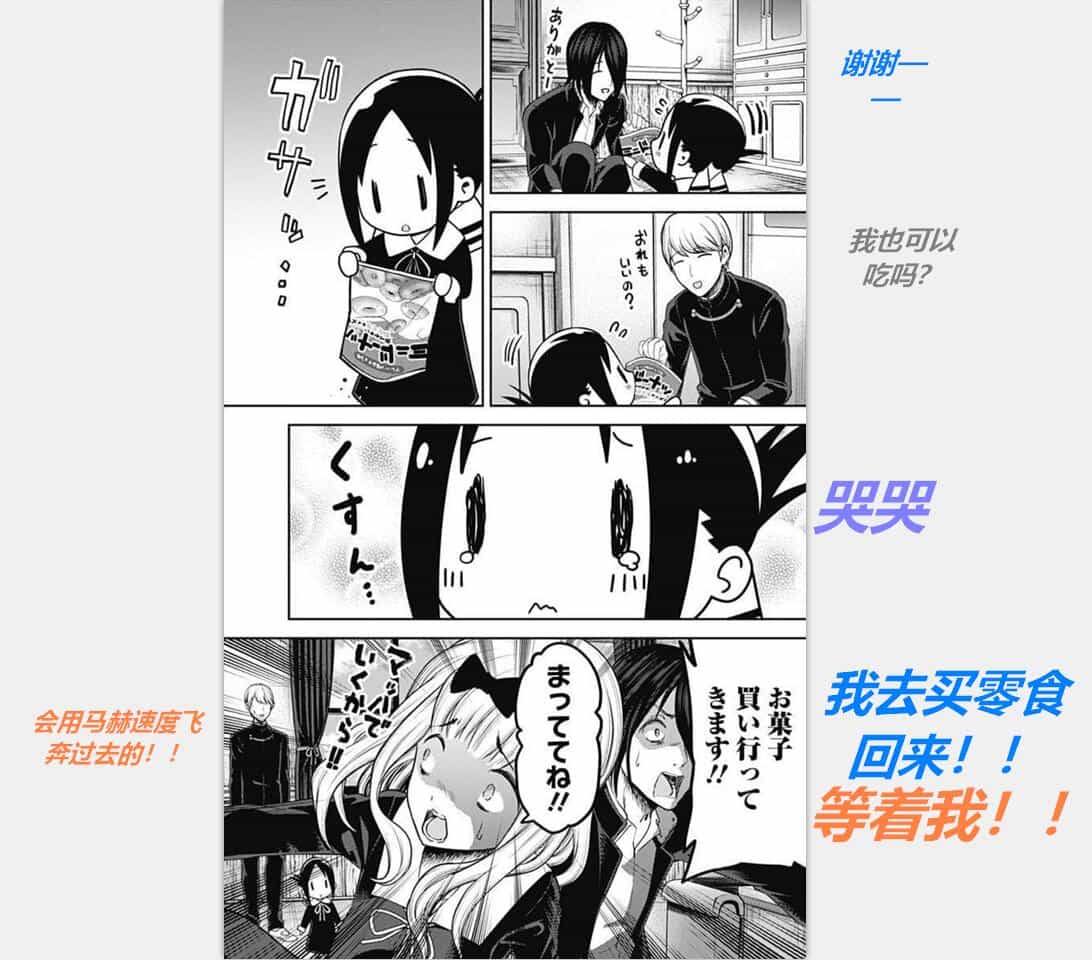 ありがとー
谢谢—
—
おれも
いいの？
我也可以
吃吗？
ガサッ…
くすん…
哭哭
お菓子
買い行って
きます!!
まっててね!!
マッハで
いくから!!
我去买零食
回来！！
等着我！！
会用马赫速度飞
奔过去的！！